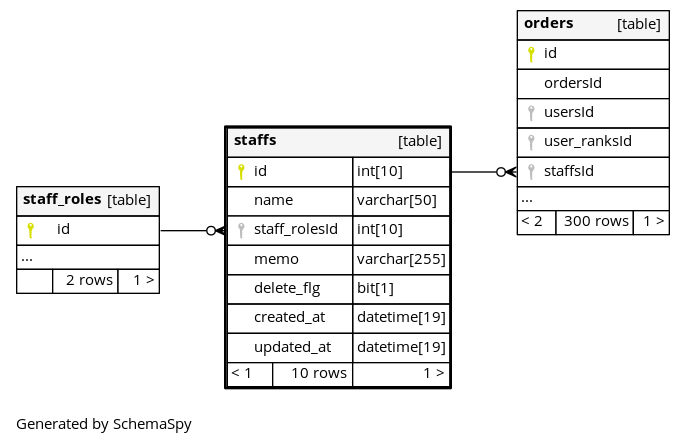 orders [table]
id
ordersId
usersId
user_ranksId
staffsId
...
< 2 300 rows 1 >
staffs [table]
id int[10]
name varchar[50]
staff_rolesId int[10]
memo varchar[255]
delete_flg bit[1]
created_at datetime[19]
updated_at datetime[19]
< 1 10 rows 1 >
staff_roles [table]
id
...
2 rows 1 >
Generated by SchemaSpy